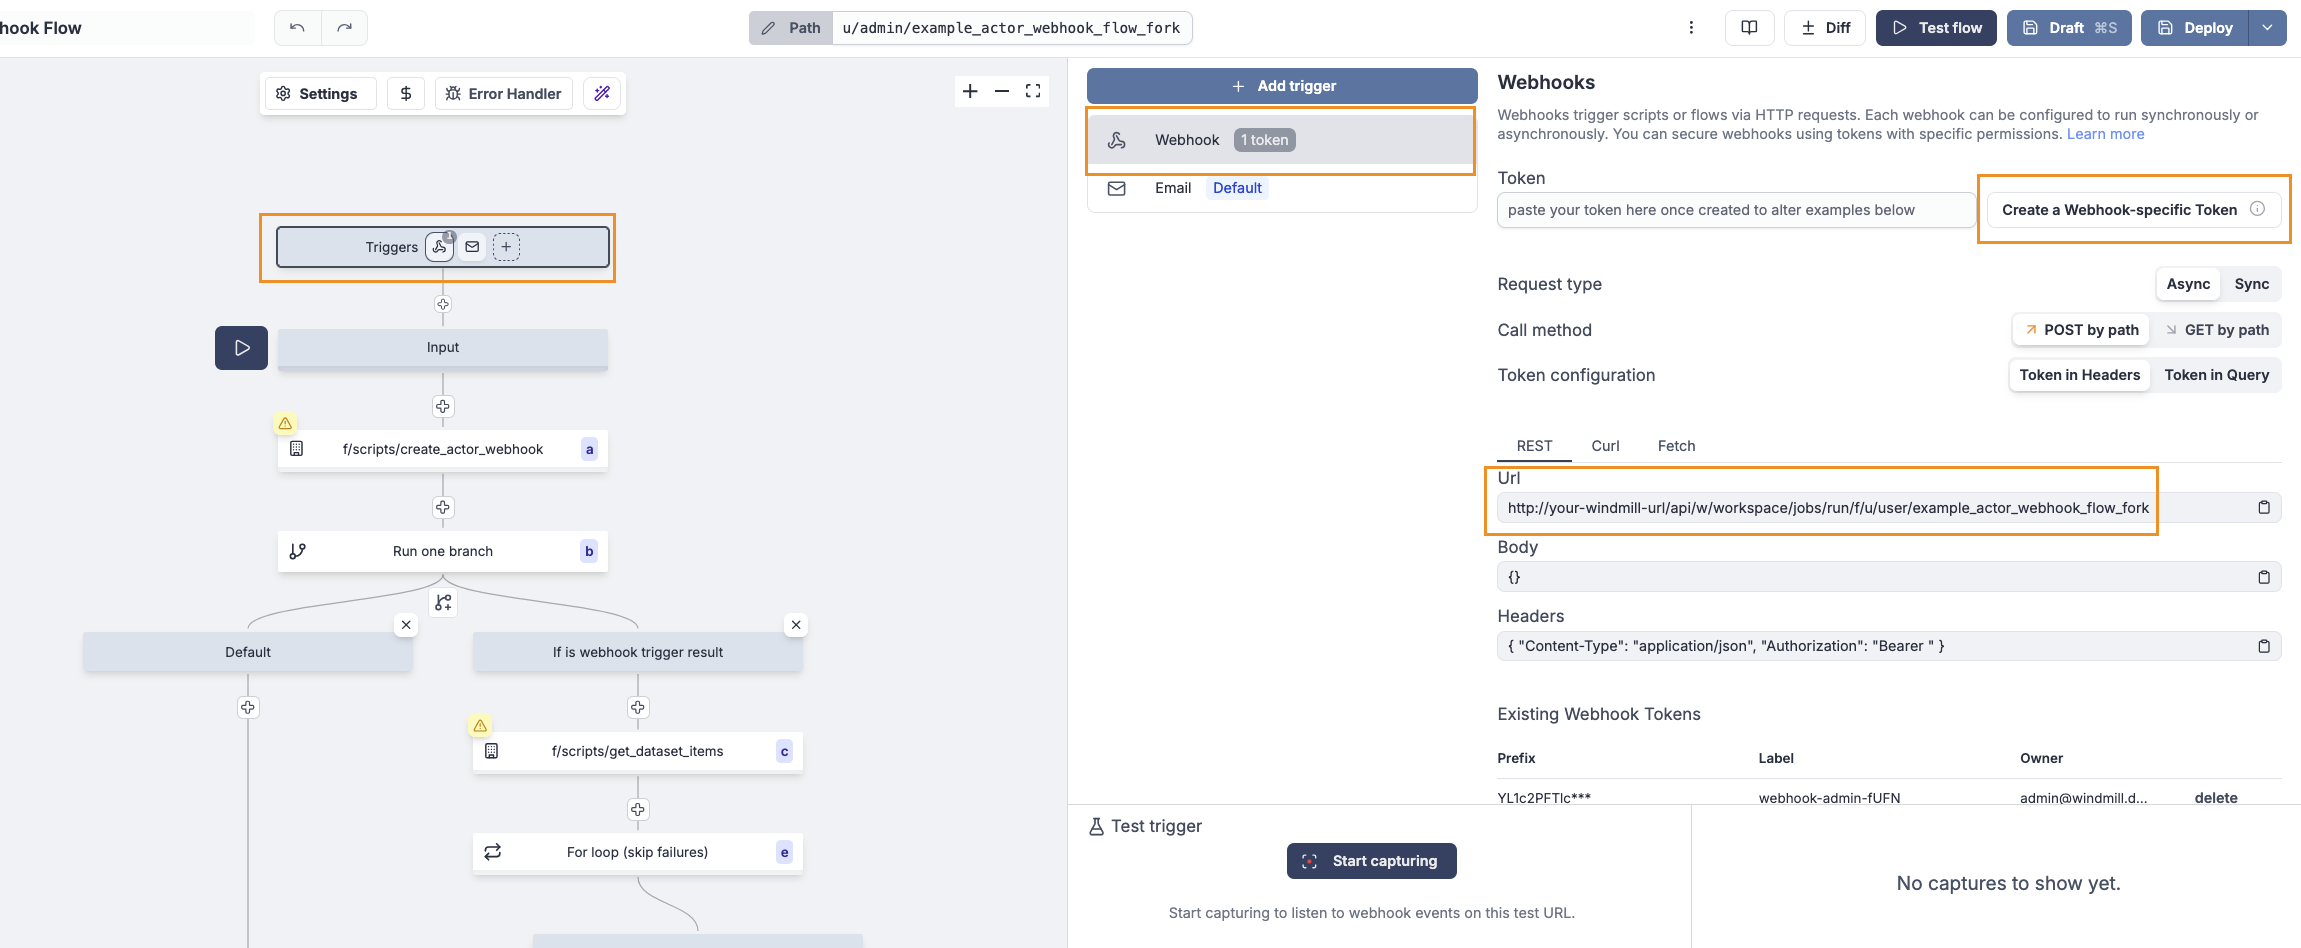 hook Flow
Path
u/admin/example_actor_webhook_flow_fork
Diff
Test flow
Draft ⌘S
Deploy
Settings
$
Error Handler
Triggers
1
Input
f/scripts/create_actor_webhook
a
Run one branch
b
Default
If is webhook trigger result
f/scripts/get_dataset_items
c
For loop (skip failures)
e
Add trigger
Webhook 1 token
Email Default
Webhooks
Webhooks trigger scripts or flows via HTTP requests. Each webhook can be configured to run synchronously or
asynchronously. You can secure webhooks using tokens with specific permissions. Learn more
Token
paste your token here once created to alter examples below
Create a Webhook-specific Token
Request type
Async Sync
Call method
POST by path GET by path
Token configuration
Token in Headers Token in Query
REST Curl Fetch
Url
http://your-windmill-url/api/w/workspace/jobs/run/f/u/user/example_actor_webhook_flow_fork
Body
{}
Headers
{ "Content-Type": "application/json", "Authorization": "Bearer " }
Existing Webhook Tokens
Prefix Label Owner
YL1c2PFTlc*** webhook-admin-fUFN admin@windmill.d... delete
Test trigger
Start capturing
Start capturing to listen to webhook events on this test URL.
No captures to show yet.